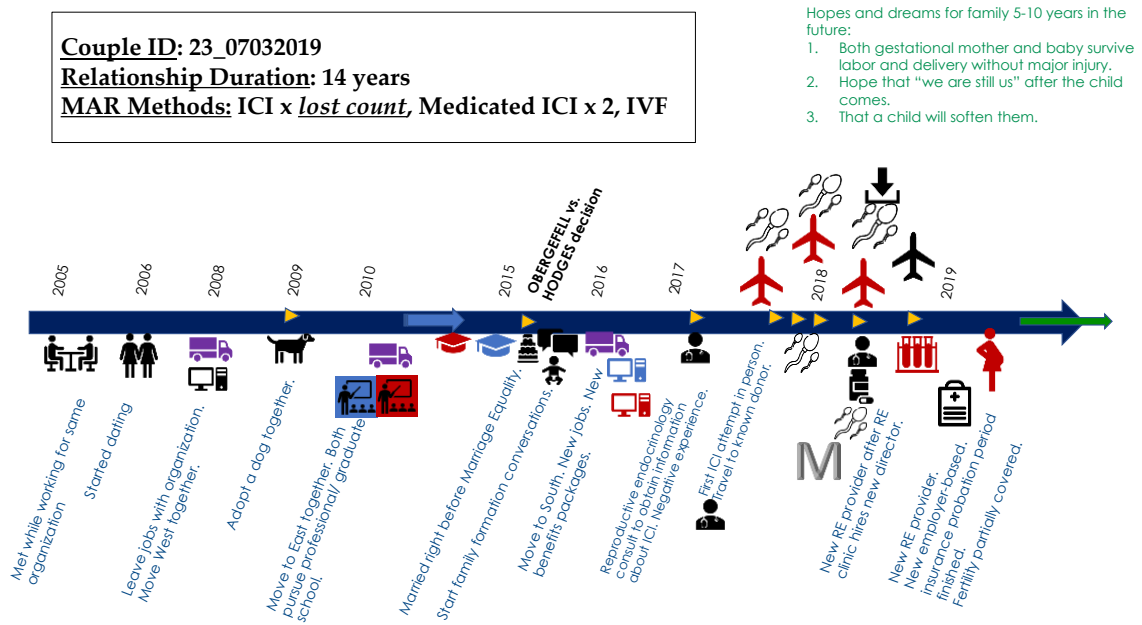 Couple ID: 23_07032019
Relationship Duration: 14 years
MAR Methods: ICI x lost count, Medicated ICI x 2, IVF
Hopes and dreams for family 5-10 years in the
future:
1. Both gestational mother and baby survive
labor and delivery without major injury.
2. Hope that “we are still us” after the child
comes.
3. That a child will soften them.
2005
2006
2008
2009
2010
2015
OBERGEFELL vs.
HODGES decision
2016
2017
2018
2019
Met while working for same
organization
Started dating
Leave jobs with organization.
Move West together.
Adopt a dog together.
Move to East together. Both
pursue professional/ graduate
school.
Married right before Marriage Equality.
Start family formation conversations.
Move to South. New jobs. New
benefits packages.
Reproductive endocrinology
consult to obtain information
about ICI. Negative experience.
First ICI attempt in person.
Travel to known donor.
M
New RE provider after RE
clinic hires new director.
New RE provider.
New employer-based.
insurance probation period
finished.
Fertility partially covered.